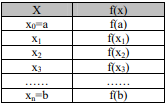 X f(x)
x₀=a f(a)
x₁ f(x₁)
x₂ f(x₂)
x₃ f(x₃)
...... ......
xₙ=b f(b)